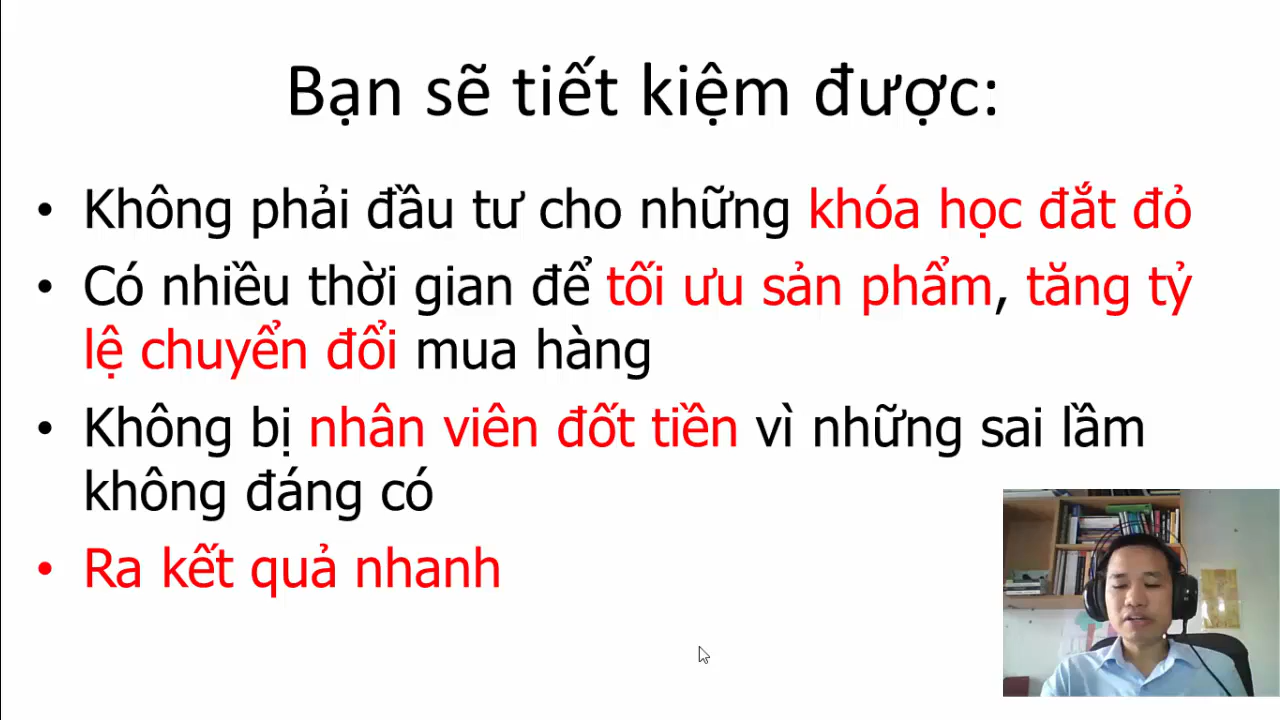 Bạn sẽ tiết kiệm được:
• Không phải đầu tư cho những khóa học đắt đỏ
• Có nhiều thời gian để tối ưu sản phẩm, tăng tỷ
lệ chuyển đổi mua hàng
• Không bị nhân viên đốt tiền vì những sai lầm
không đáng có
• Ra kết quả nhanh